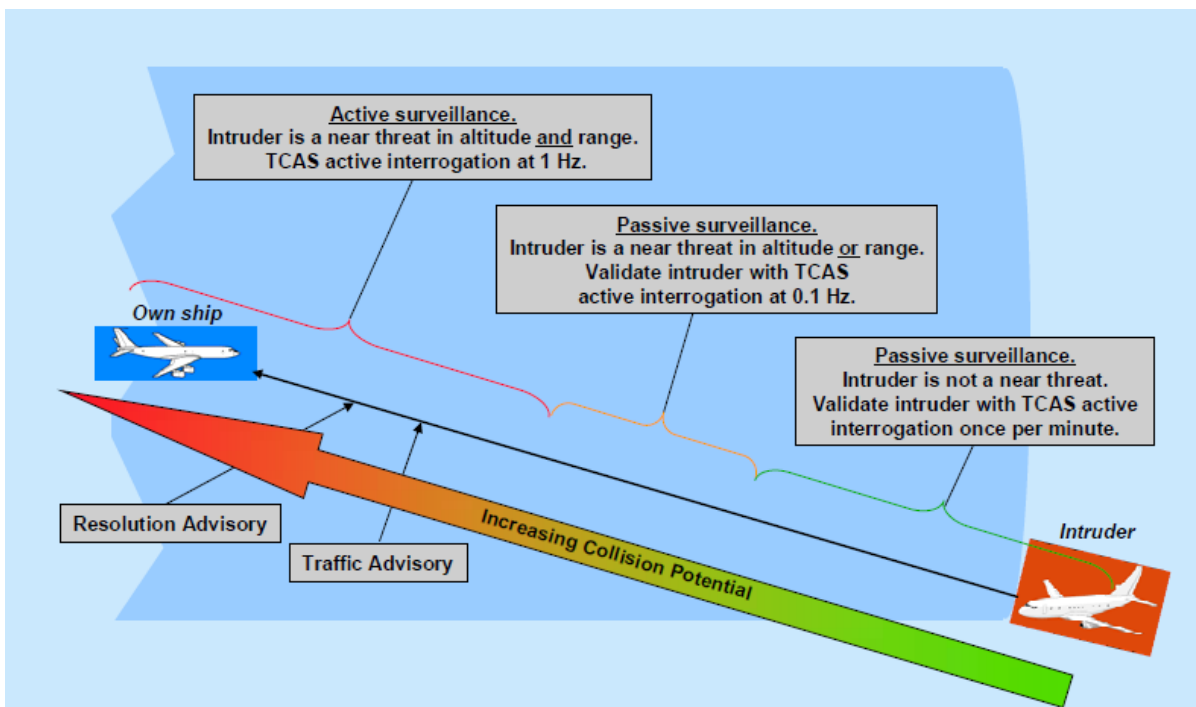 Active surveillance.
Intruder is a near threat in altitude and range.
TCAS active interrogation at 1 Hz.
Passive surveillance.
Intruder is a near threat in altitude or range.
Validate intruder with TCAS
active interrogation at 0.1 Hz.
Own ship
Passive surveillance.
Intruder is not a near threat.
Validate intruder with TCAS active
interrogation once per minute.
Resolution Advisory
Traffic Advisory
Increasing Collision Potential
Intruder